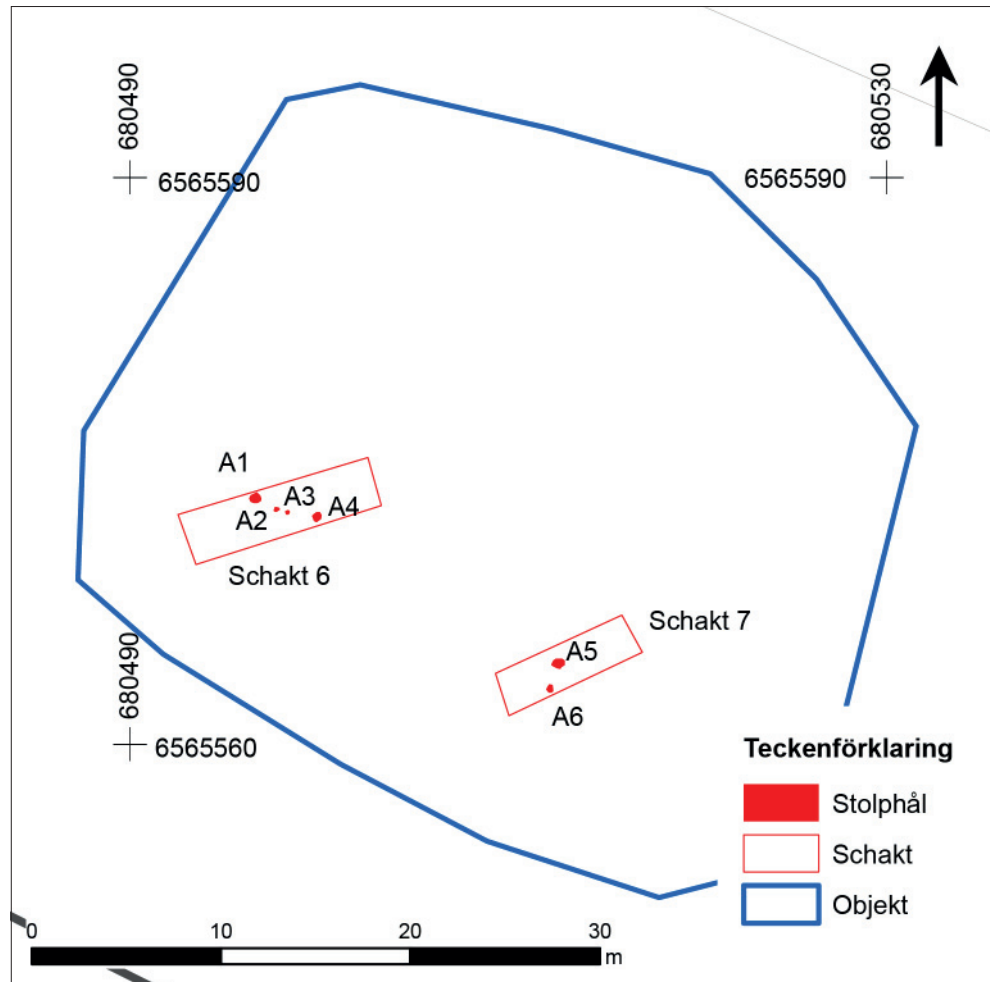 680490
680530
6565590
6565590
A1
A3
A2
A4
Schakt 6
Schakt 7
A5
A6
680490
6565560
Teckenförklaring
Stolphål
Schakt
Objekt
0
10
20
30
m